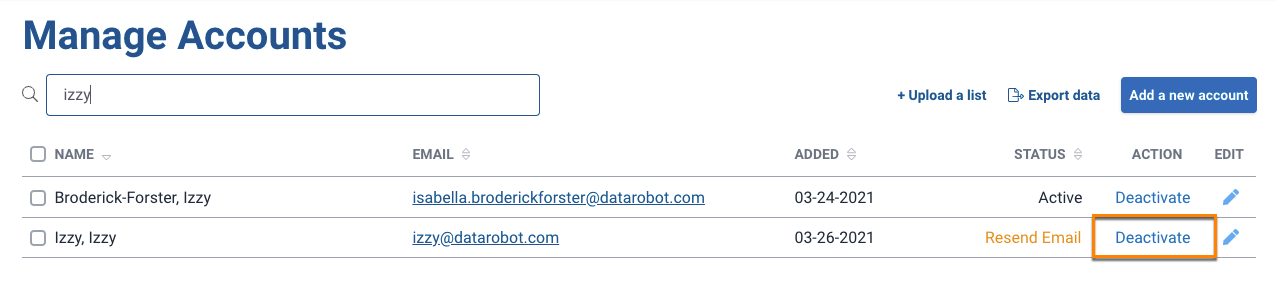 Manage Accounts
izzy
+ Upload a list Export data Add a new account
NAME EMAIL ADDED STATUS ACTION EDIT
Broderick-Forster, Izzy isabella.broderickforster@datarobot.com 03-24-2021 Active Deactivate
Izzy, Izzy izzy@datarobot.com 03-26-2021 Resend Email Deactivate